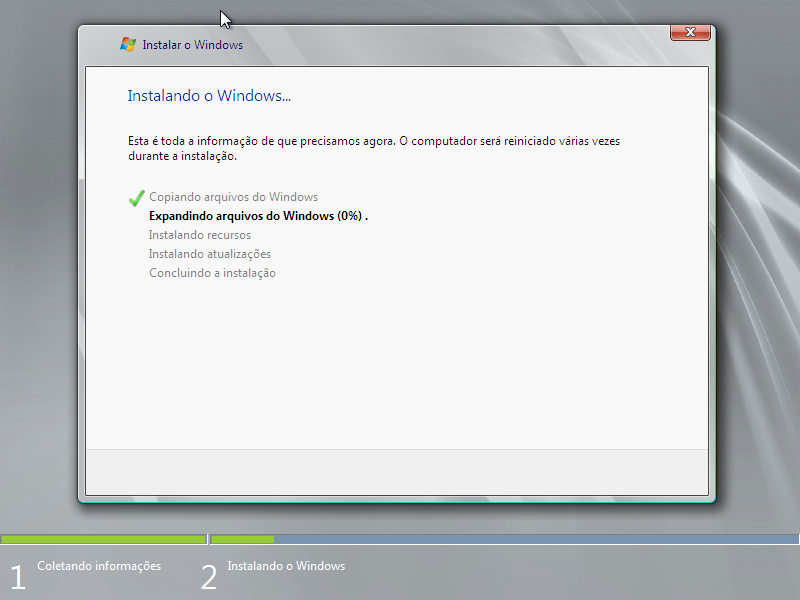 Instalar o Windows
Instalando o Windows...
Esta é toda a informação de que precisamos agora. O computador será reiniciado várias vezes
durante a instalação.
Copiando arquivos do Windows
Expandindo arquivos do Windows (0%) .
Instalando recursos
Instalando atualizações
Concluindo a instalação
1 Coletando informações
2 Instalando o Windows